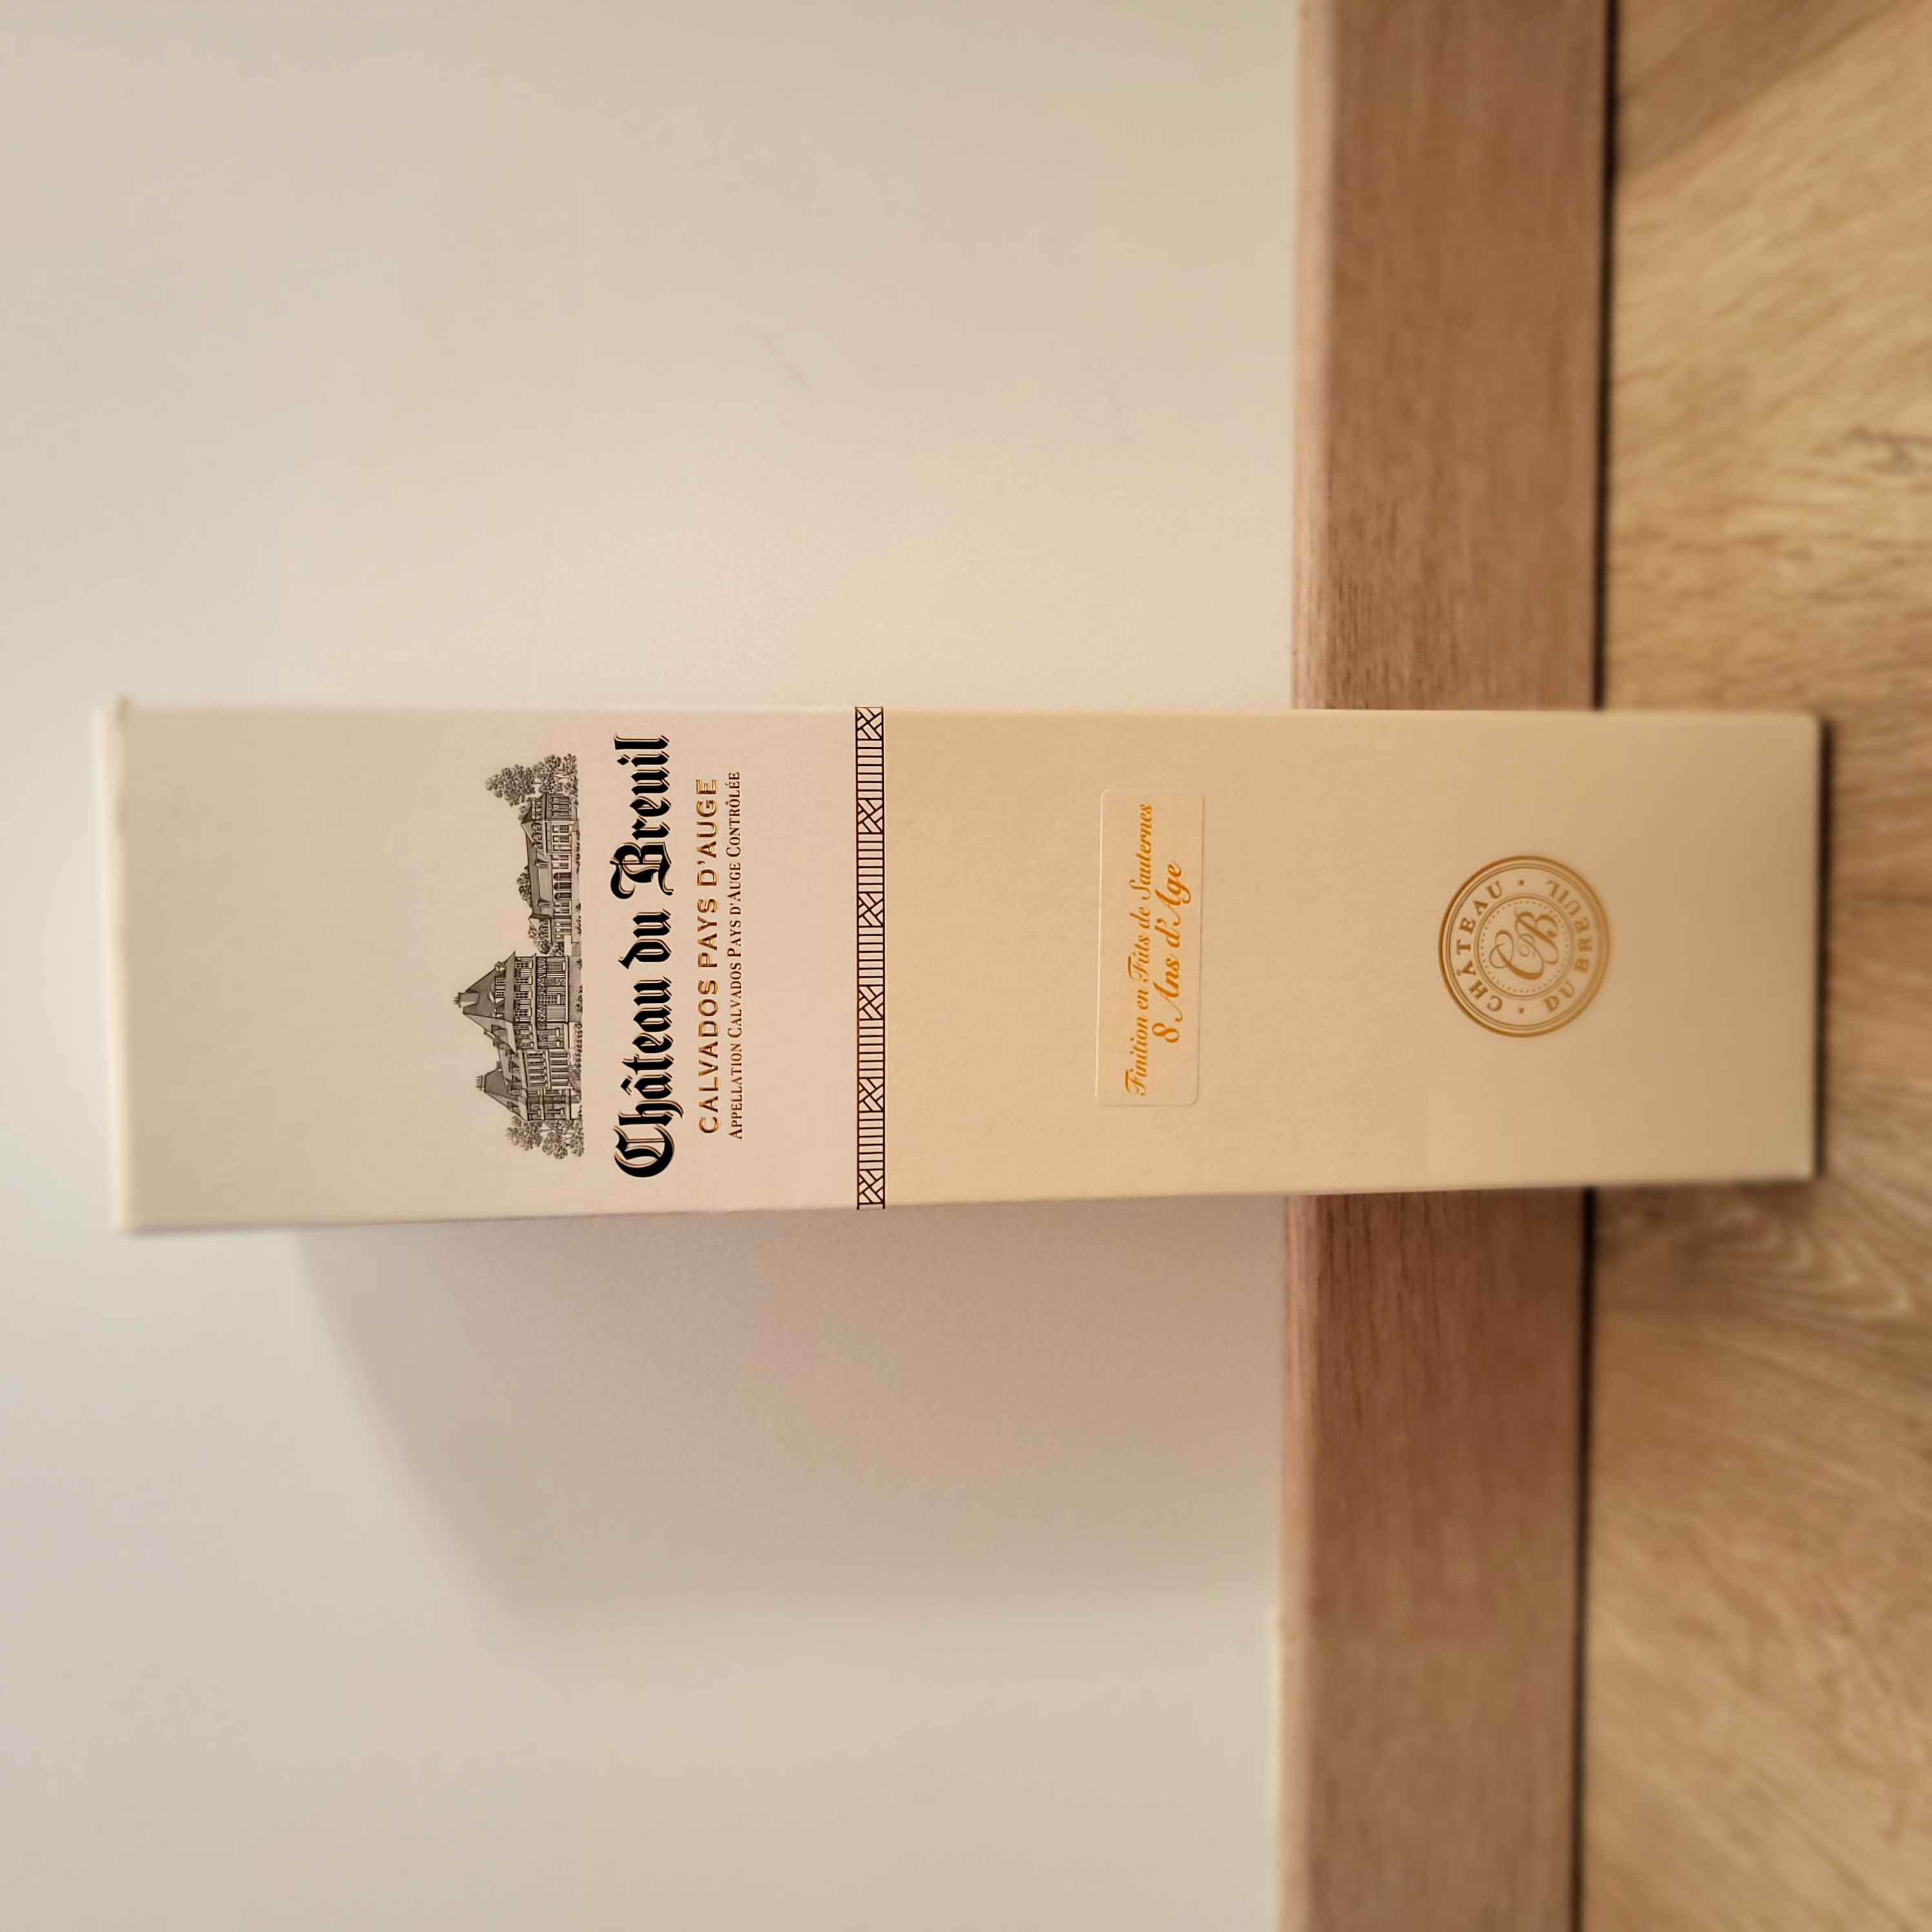 Château du Breuil
CALVADOS PAYS D'AUGE
APPELLATION CALVADOS PAYS D'AUGE CONTRÔLÉE
Finition en Fûts de Sauternes
8 Ans d'Âge
CHÂTEAU
CB
DU BREUIL